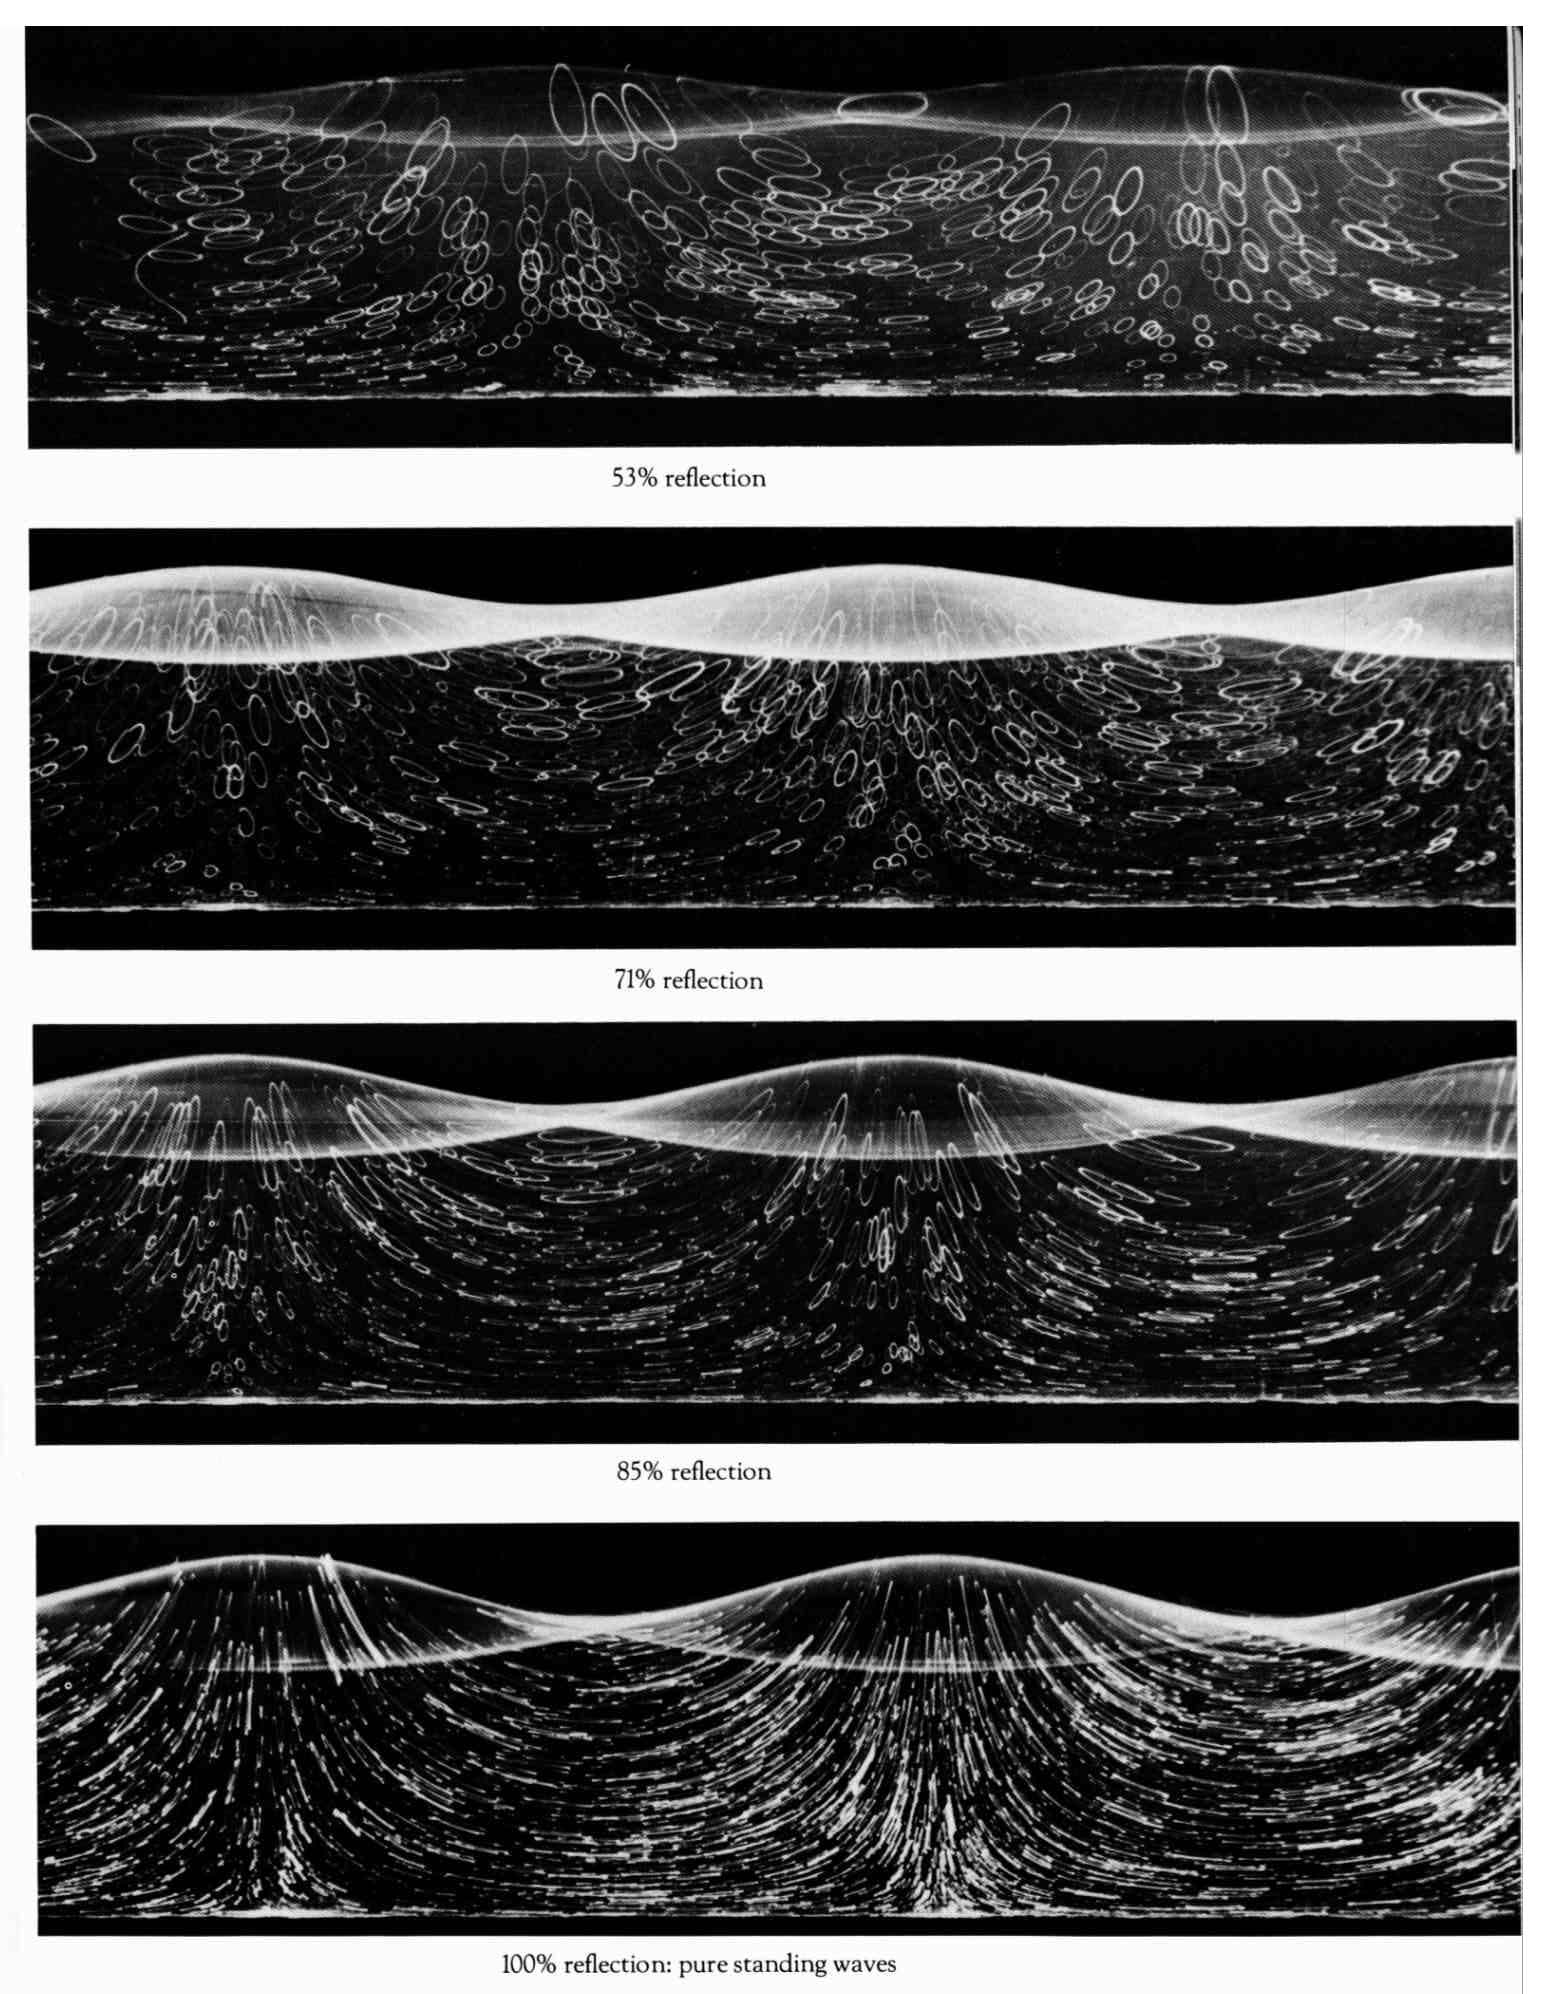 53% reflection
71% reflection
85% reflection
100% reflection: pure standing waves